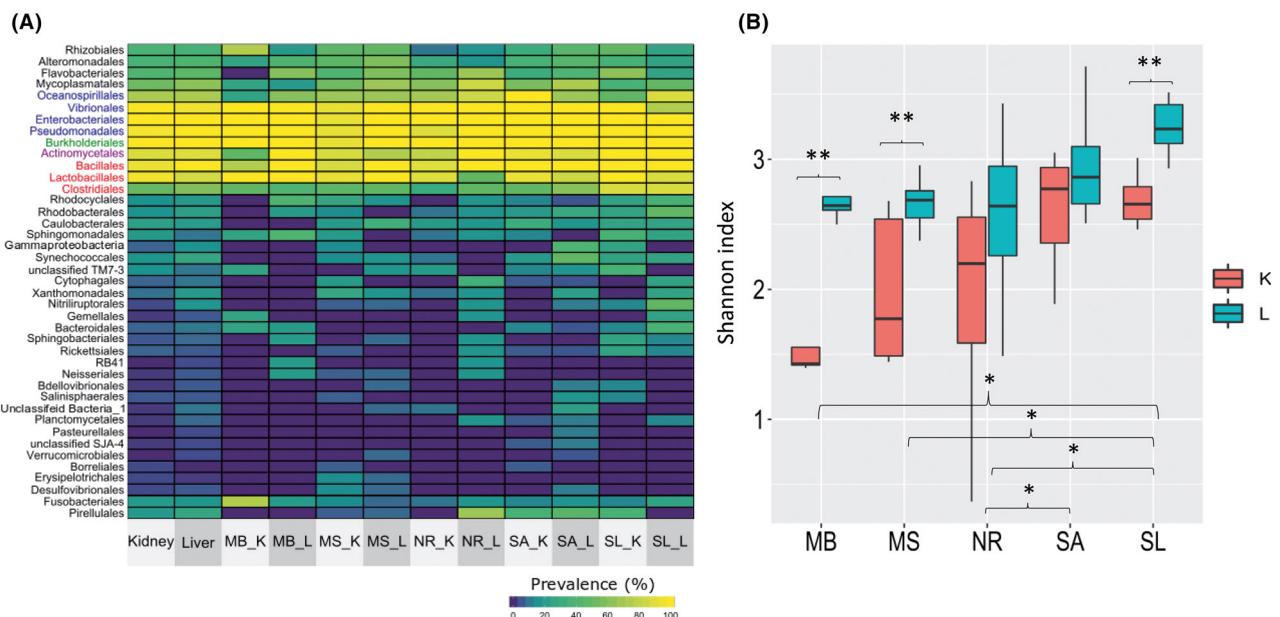 (A)
Rhizobiales
Alteromonadales
Flavobacteriales
Mycoplasmatales
Oceanospirillales
Vibrionales
Enterobacteriales
Pseudomonadales
Burkholderiales
Actinomycetales
Bacillales
Lactobacillales
Clostridiales
Rhodocyclales
Rhodobacterales
Caulobacterales
Sphingomonadales
Gammaproteobacteria
Synechococcales
unclassified TM7-3
Cytophagales
Xanthomonadales
Nitriliruptorales
Gemellales
Bacteroidales
Sphingobacteriales
Rickettsiales
RB41
Neisseriales
Bdellovibrionales
Salinisphaerales
Unclassifeid Bacteria_1
Planctomycetales
Pasteurellales
unclassified SJA-4
Verrucomicrobiales
Borreliales
Erysipelotrichales
Desulfovibrionales
Fusobacteriales
Pirellulales
Kidney Liver MB_K MB_L MS_K MS_L NR_K NR_L SA_K SA_L SL_K SL_L
Prevalence (%)
0 20 40 60 80 100
(B)
Shannon index
3
2
1
**
**
**
*
*
*
*
MB MS NR SA SL
K
L